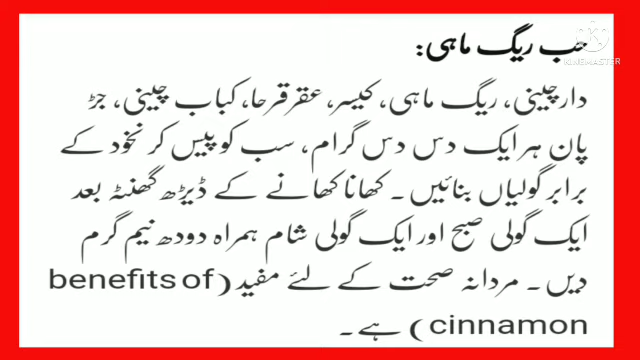 حب ریگ ماہی:
KINEMASTER
دارچینی، ریگ ماہی، کیسر، عقرقرحا، کباب چینی، جڑ
پان ہر ایک دس دس گرام، سب کو پیس کر نخود کے
برابر گولیاں بنائیں۔ کھانا کھانے کے ڈیڑھ گھنٹہ بعد
ایک گولی صبح اور ایک گولی شام ہمراہ دودھ نیم گرم
دیں۔ مردانہ صحت کے لئے مفید (benefits of
cinnamon) ہے۔